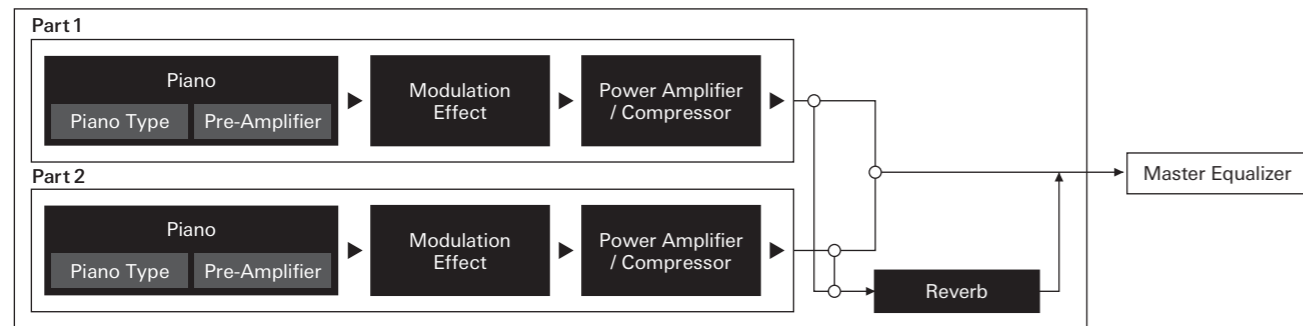 Part 1
Piano
Piano Type
Pre-Amplifier
Modulation
Effect
Power Amplifier
/ Compressor
Part 2
Piano
Piano Type
Pre-Amplifier
Modulation
Effect
Power Amplifier
/ Compressor
Reverb
Master Equalizer